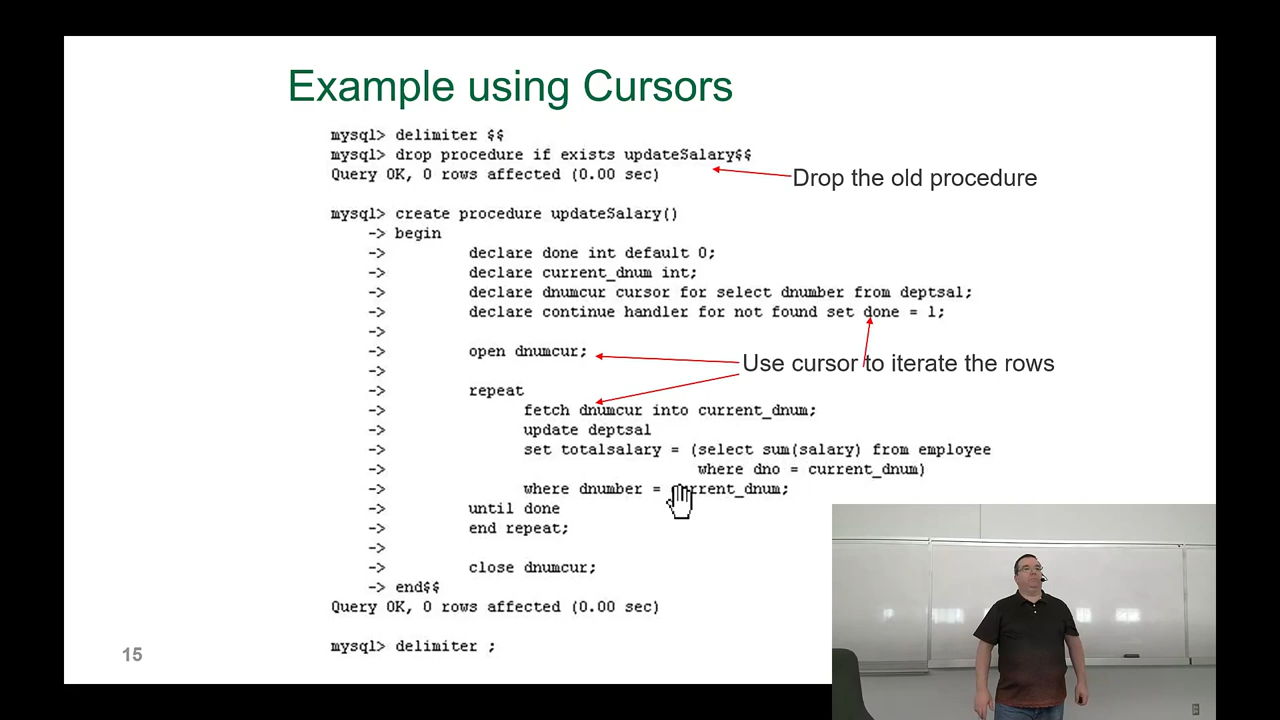 Example using Cursors
mysql> delimiter $$
mysql> drop procedure if exists updateSalary$$
Query OK, 0 rows affected (0.00 sec)
Drop the old procedure
mysql> create procedure updateSalary()
-> begin
-> declare done int default 0;
-> declare current_dnum int;
-> declare dnumcur cursor for select dnumber from deptsal;
-> declare continue handler for not found set done = 1;
->
-> open dnumcur;
Use cursor to iterate the rows
->
-> repeat
-> fetch dnumcur into current_dnum;
-> update deptsal
-> set totalsalary = (select sum(salary) from employee
-> where dno = current_dnum)
-> where dnumber = current_dnum;
-> until done
-> end repeat;
->
-> close dnumcur;
-> end$$
Query OK, 0 rows affected (0.00 sec)
mysql> delimiter ;
15